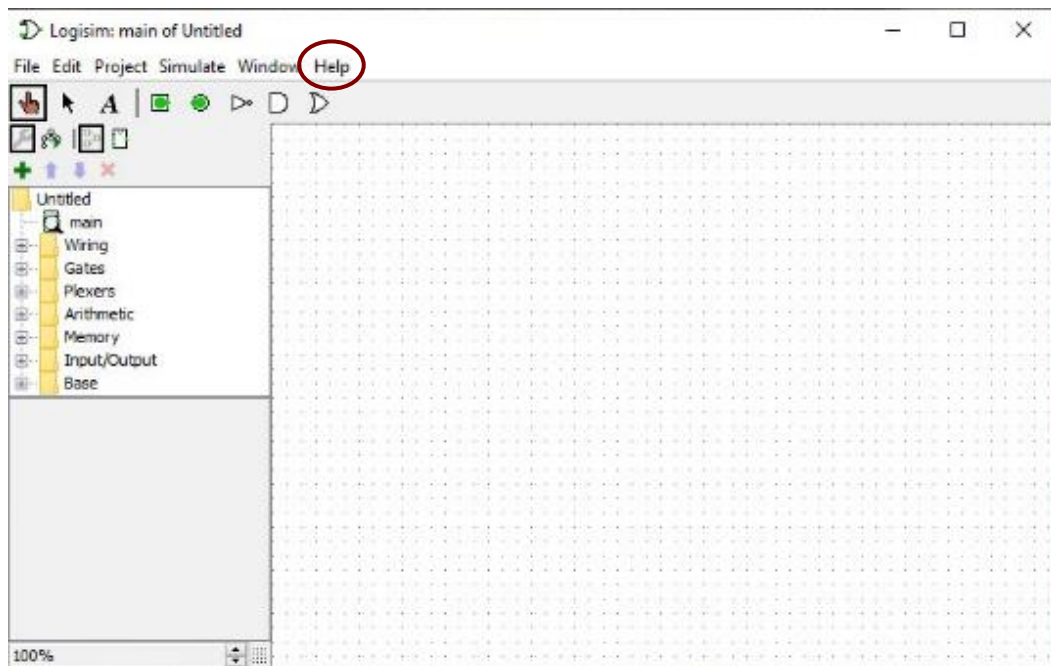 Logisim: main of Untitled
File Edit Project Simulate Window Help
A
Untitled
main
Wiring
Gates
Plexers
Arithmetic
Memory
Input/Output
Base
100%